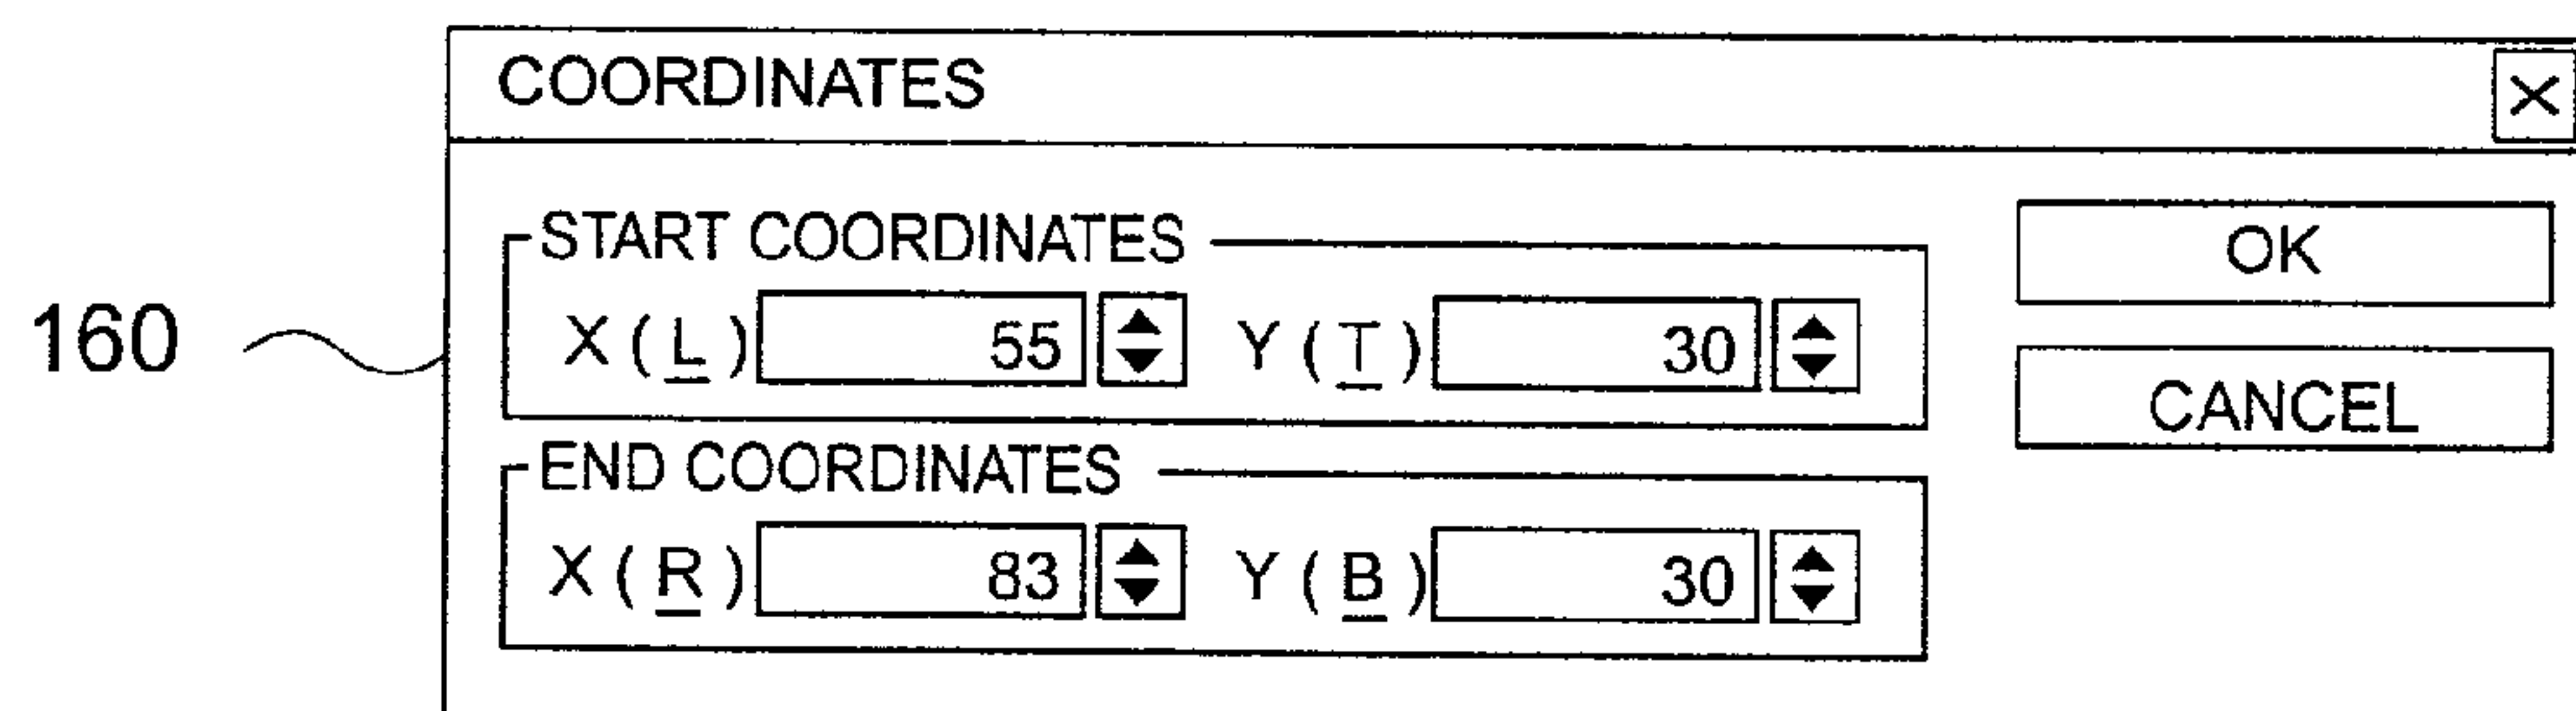 COORDINATES X
START COORDINATES
OK
160
X ( L ) 55 Y ( T ) 30
CANCEL
END COORDINATES
X ( R ) 83 Y ( B ) 30